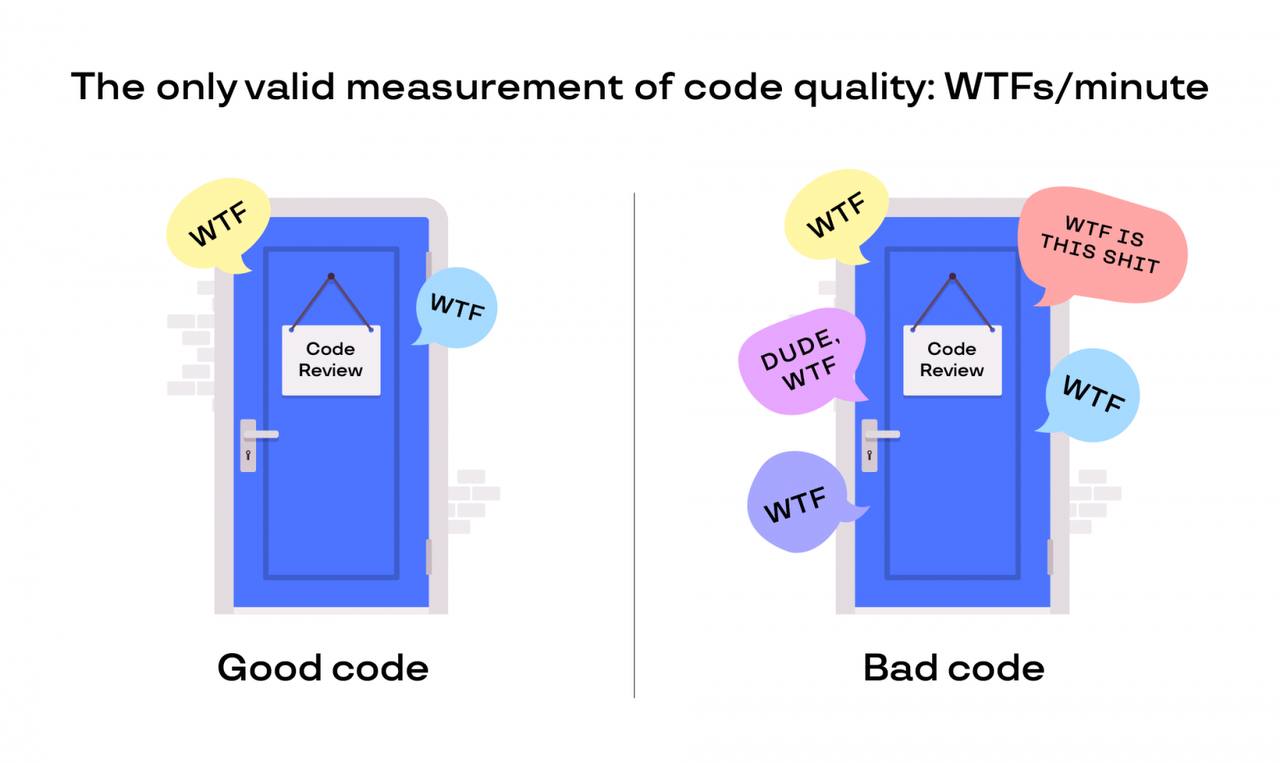 The only valid measurement of code quality: WTFs/minute
WTF
WTF
Code
Review
Good code
WTF
WTF IS
THIS SHIT
DUDE,
WTF
WTF
WTF
Code
Review
Bad code